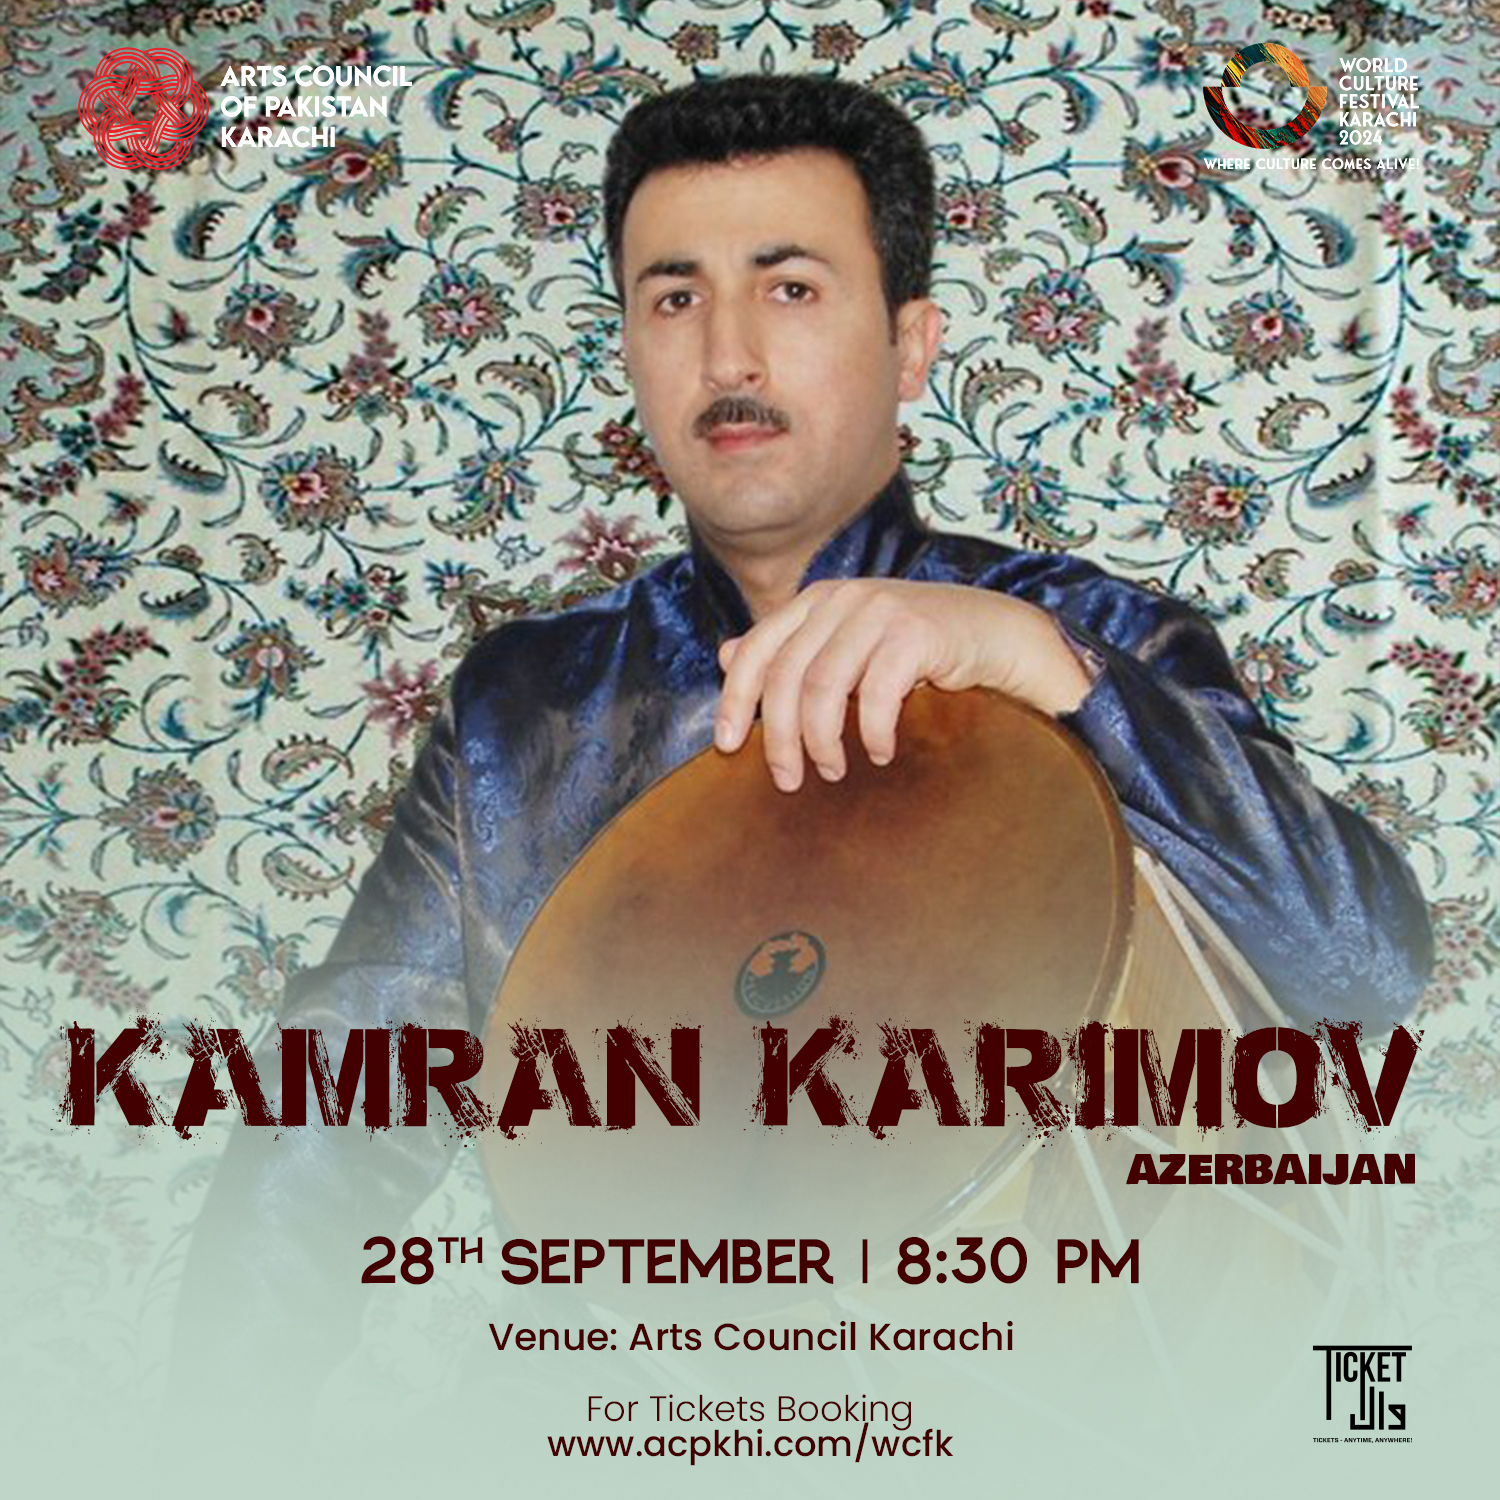 ARTS COUNCIL
OF PAKISTAN
KARACHI
WORLD
CULTURE
FESTIVAL
KARACHI
2024
WHERE CULTURE COMES ALIVE!
KAMRAN KARIMOV
AZERBAIJAN
28TH SEPTEMBER | 8:30 PM
Venue: Arts Council Karachi
For Tickets Booking
www.acpkhi.com/wcfk
TICKET
والا
TICKETS - ANYTIME, ANYWHERE!